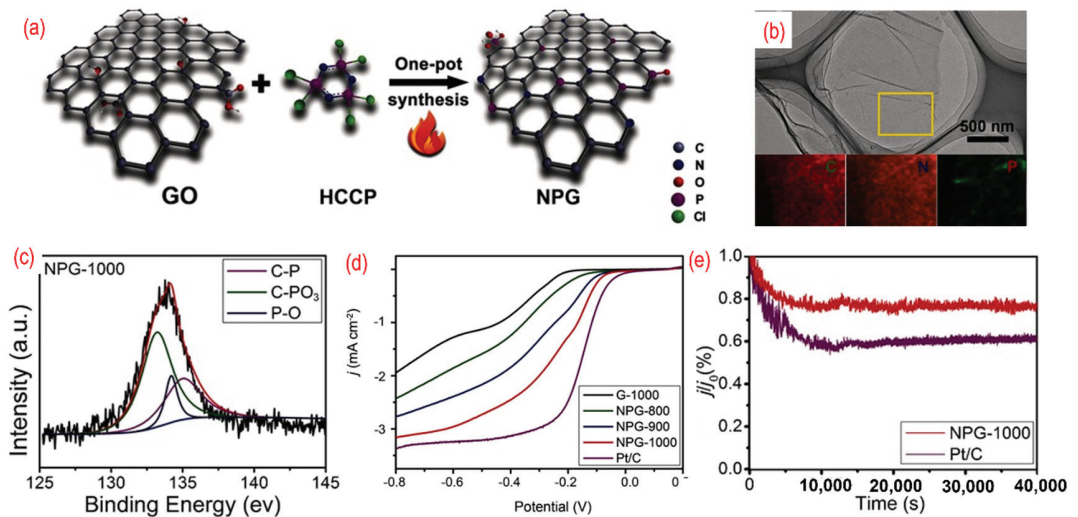 (a)
One-pot
synthesis
GO
HCCP
NPG
C
N
O
P
Cl
(b)
500 nm
C
N
P
(c)
NPG-1000
C-P
C-PO₃
P-O
Intensity (a.u.)
125
130
135
140
145
Binding Energy (ev)
(d)
j (mA cm⁻²)
0
-1
-2
-3
G-1000
NPG-800
NPG-900
NPG-1000
Pt/C
-0.8
-0.6
-0.4
-0.2
0.0
Potential (V)
(e)
j/j₀(%)
1.0
0.8
0.6
0.4
0.2
0.0
NPG-1000
Pt/C
0
10,000
20,000
30,000
40,000
Time (s)